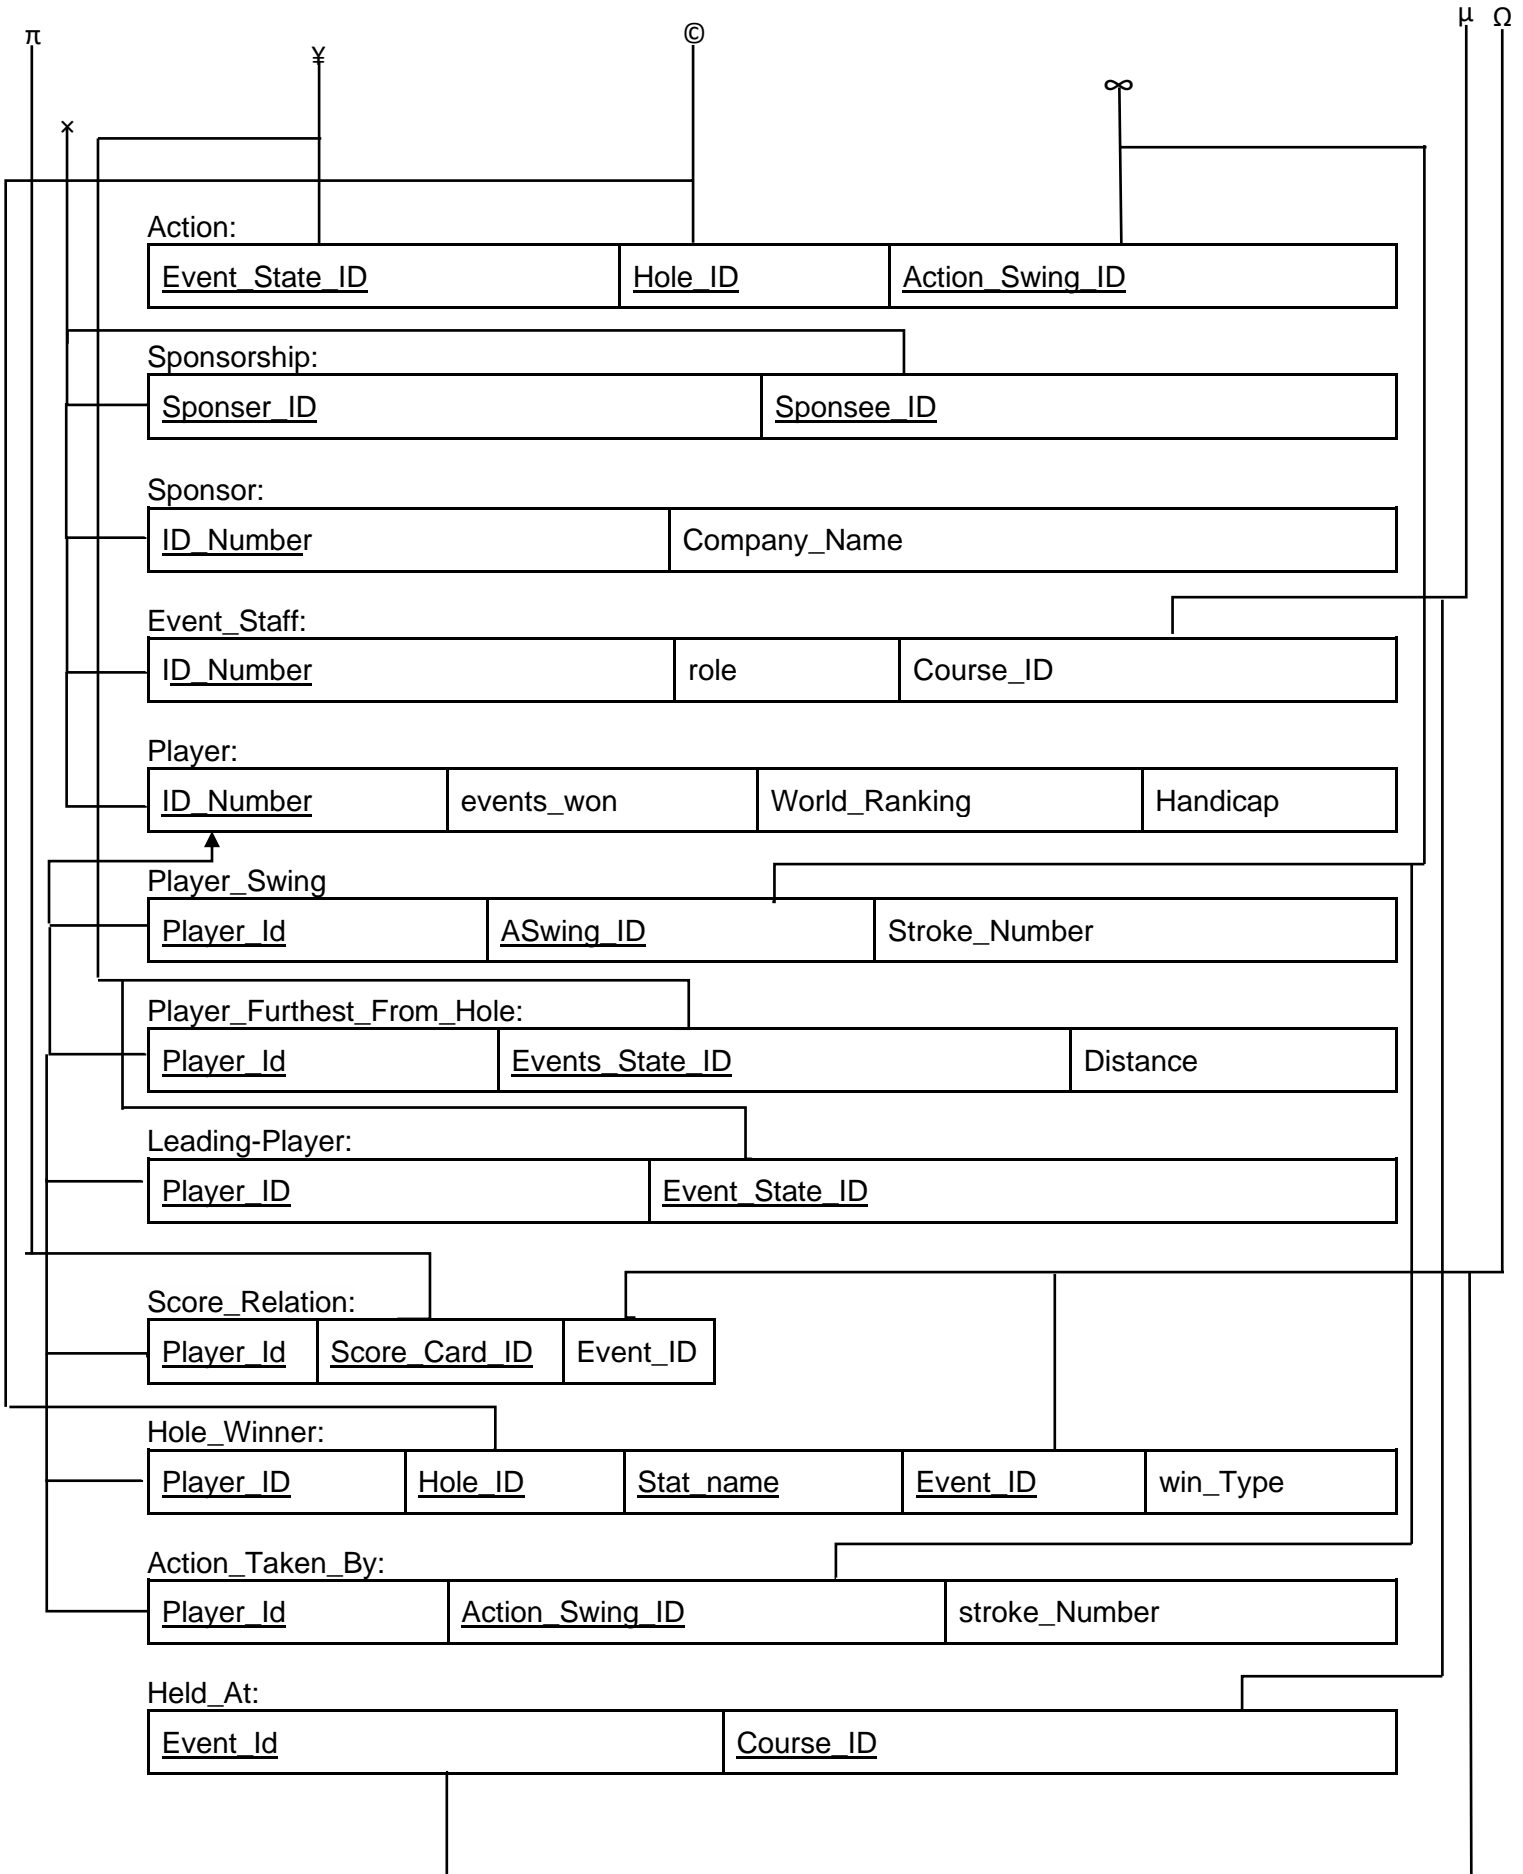 π ¥ © ∞ μ Ω
×
Action:
Event_State_ID Hole_ID Action_Swing_ID
Sponsorship:
Sponser_ID Sponsee_ID
Sponsor:
ID_Number Company_Name
Event_Staff:
ID_Number role Course_ID
Player:
ID_Number events_won World_Ranking Handicap
Player_Swing
Player_Id ASwing_ID Stroke_Number
Player_Furthest_From_Hole:
Player_Id Events_State_ID Distance
Leading-Player:
Player_ID Event_State_ID
Score_Relation:
Player_Id Score_Card_ID Event_ID
Hole_Winner:
Player_ID Hole_ID Stat_name Event_ID win_Type
Action_Taken_By:
Player_Id Action_Swing_ID stroke_Number
Held_At:
Event_Id Course_ID